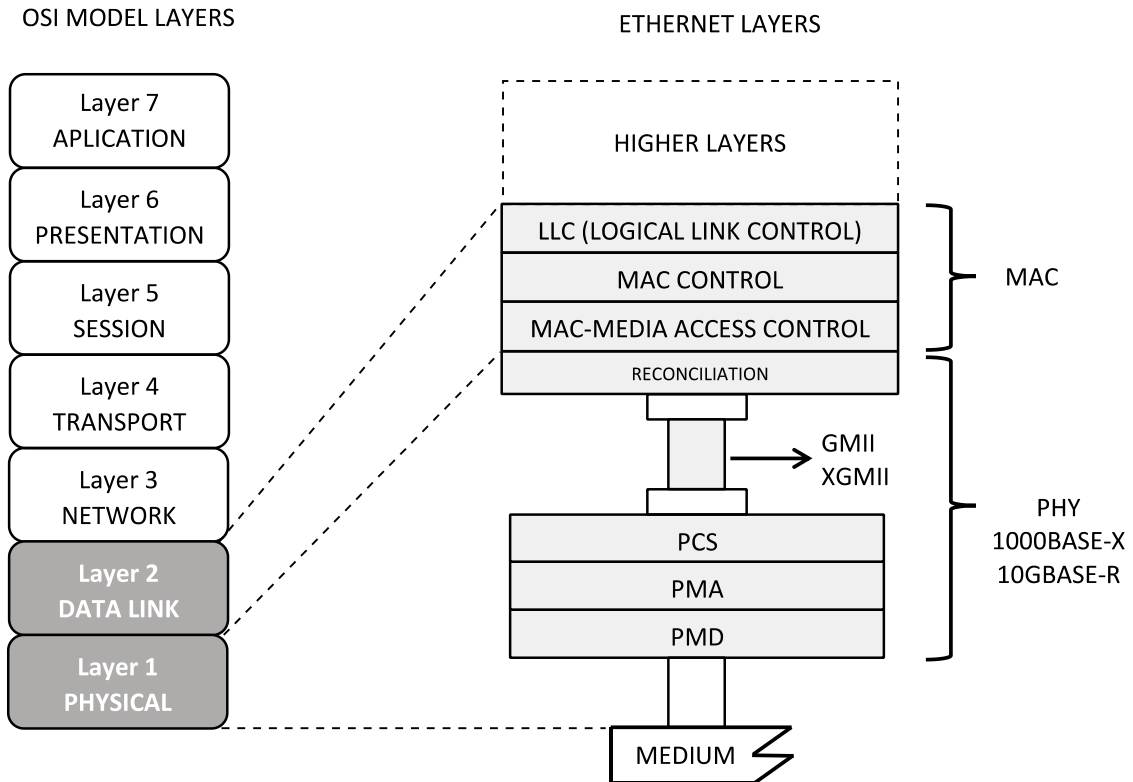 OSI MODEL LAYERS
Layer 7
APLICATION
Layer 6
PRESENTATION
Layer 5
SESSION
Layer 4
TRANSPORT
Layer 3
NETWORK
Layer 2
DATA LINK
Layer 1
PHYSICAL
ETHERNET LAYERS
HIGHER LAYERS
LLC (LOGICAL LINK CONTROL)
MAC CONTROL
MAC-MEDIA ACCESS CONTROL
RECONCILIATION
GMII
XGMII
PCS
PMA
PMD
MEDIUM
MAC
PHY
1000BASE-X
10GBASE-R